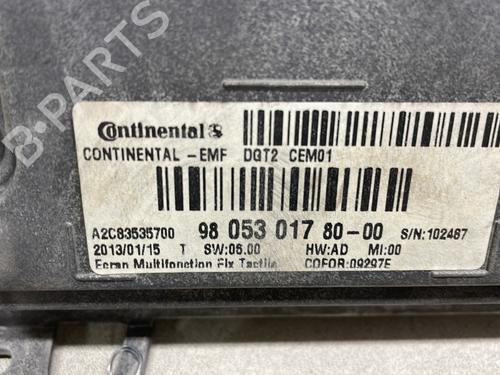 B-PARTS
Continental
CONTINENTAL -EMF DGT2 CEM01
A2C83535700 98 053 017 80-00 S/N:102487
2013/01/15 T SW:06.00 HW:AD MI:00
Ecran Multifonction Fix Tactile COFOR:09297E